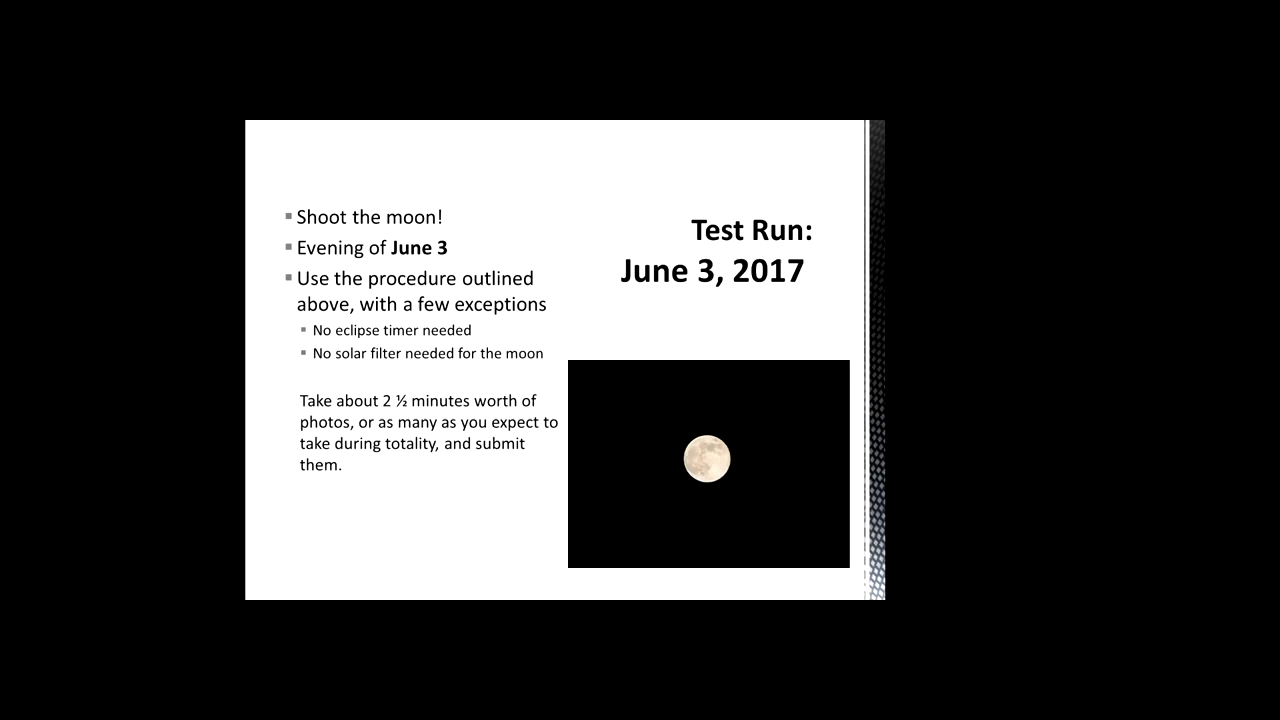 Shoot the moon!
Evening of June 3
Use the procedure outlined
above, with a few exceptions
No eclipse timer needed
No solar filter needed for the moon
Take about 2 ½ minutes worth of
photos, or as many as you expect to
take during totality, and submit
them.
Test Run:
June 3, 2017